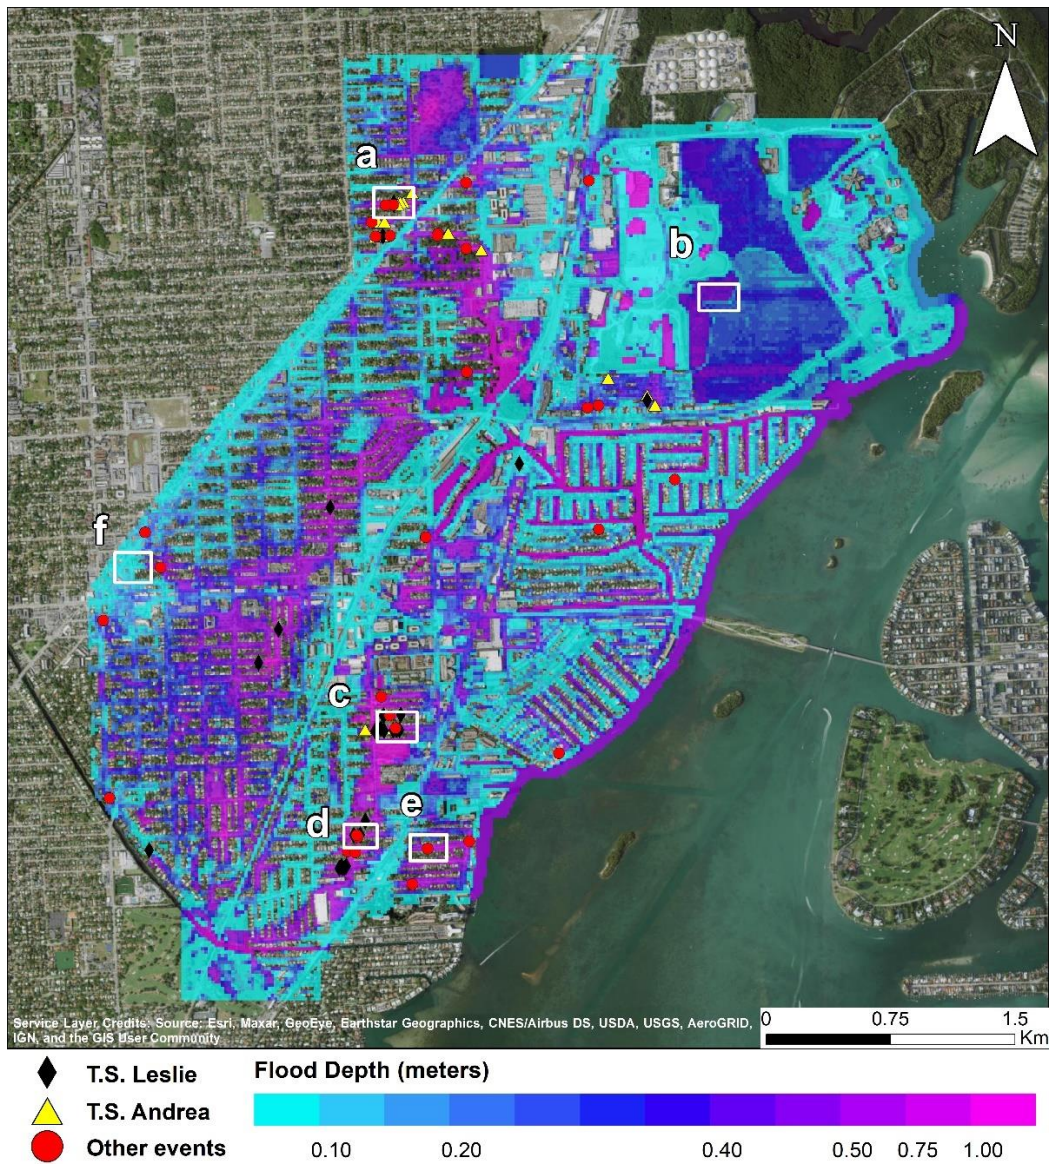 N
a
b
f
c
d
e
Service Layer Credits: Source: Esri, Maxar, GeoEye, Earthstar Geographics, CNES/Airbus DS, USDA, USGS, AeroGRID,
IGN, and the GIS User Community
0 0.75 1.5
Km
T.S. Leslie
T.S. Andrea
Other events
Flood Depth (meters)
0.10 0.20 0.40 0.50 0.75 1.00